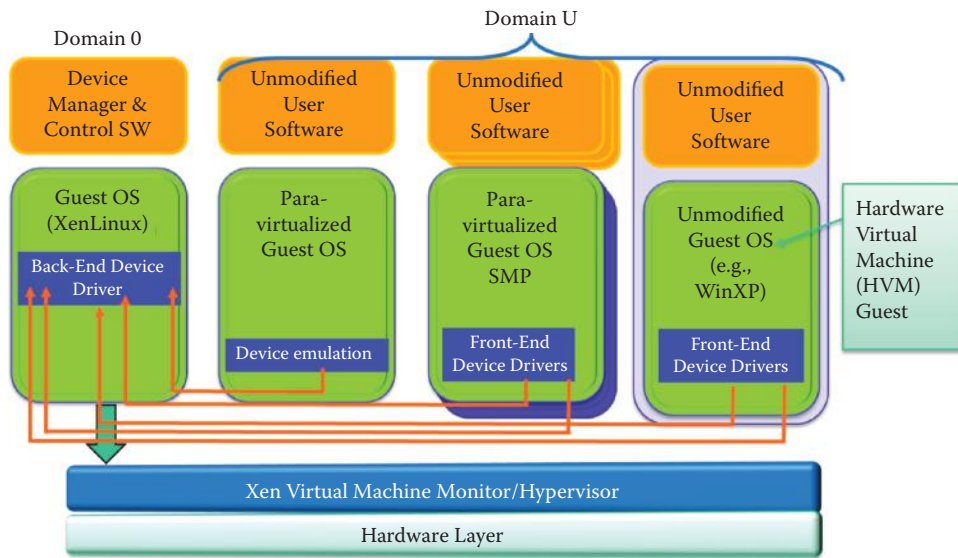 Domain U
Domain 0
Device
Manager &
Control SW
Unmodified
User
Software
Unmodified
User
Software
Unmodified
User
Software
Guest OS
(XenLinux)
Back-End Device
Driver
Para-
virtualized
Guest OS
Device emulation
Para-
virtualized
Guest OS
SMP
Front-End
Device Drivers
Unmodified
Guest OS
(e.g.,
WinXP)
Front-End
Device Drivers
Hardware
Virtual
Machine
(HVM)
Guest
Xen Virtual Machine Monitor/Hypervisor
Hardware Layer